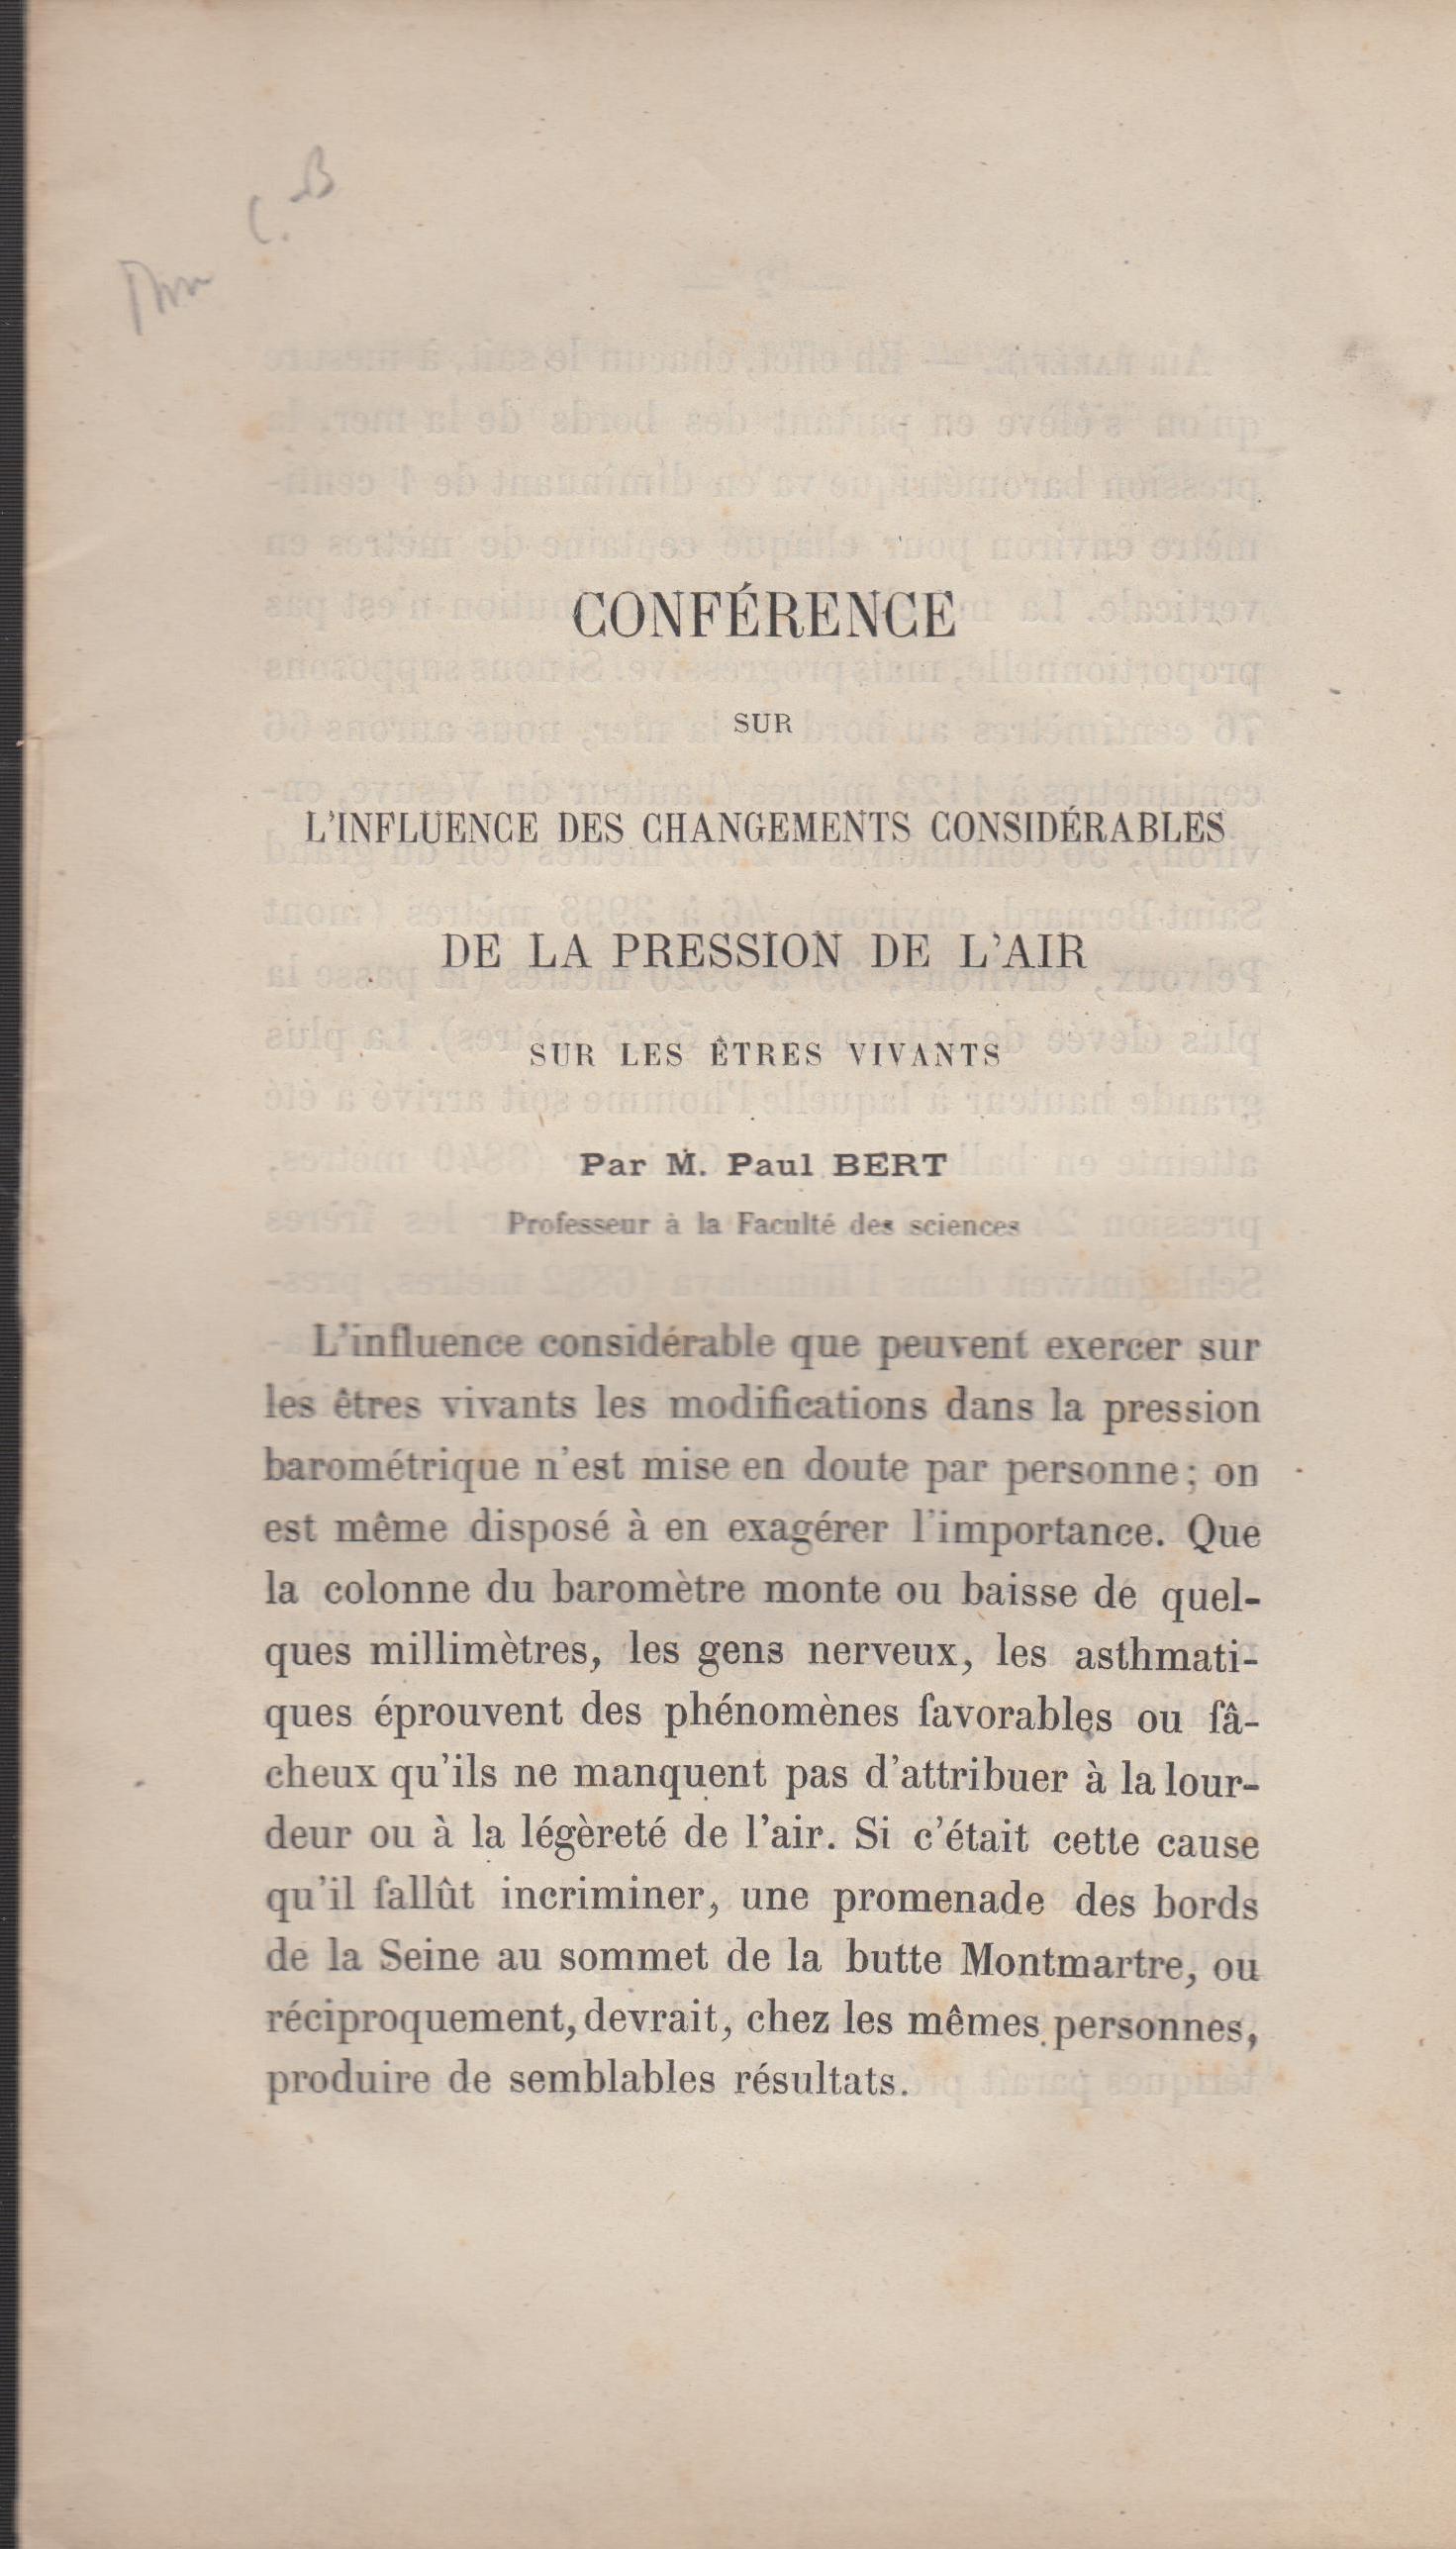 C. B
CONFÉRENCE
SUR
L'INFLUENCE DES CHANGEMENTS CONSIDÉRABLES
DE LA PRESSION DE L'AIR
SUR LES ÊTRES VIVANTS
Par M. Paul BERT
Professeur à la Faculté des sciences
L'influence considérable que peuvent exercer sur
les êtres vivants les modifications dans la pression
barométrique n'est mise en doute par personne; on
est même disposé à en exagérer l'importance. Que
la colonne du baromètre monte ou baisse de quel-
ques millimètres, les gens nerveux, les asthmati-
ques éprouvent des phénomènes favorables ou fâ-
cheux qu'ils ne manquent pas d'attribuer à la lour-
deur ou à la légèreté de l'air. Si c'était cette cause
qu'il fallût incriminer, une promenade des bords
de la Seine au sommet de la butte Montmartre, ou
réciproquement, devrait, chez les mêmes personnes,
produire de semblables résultats.